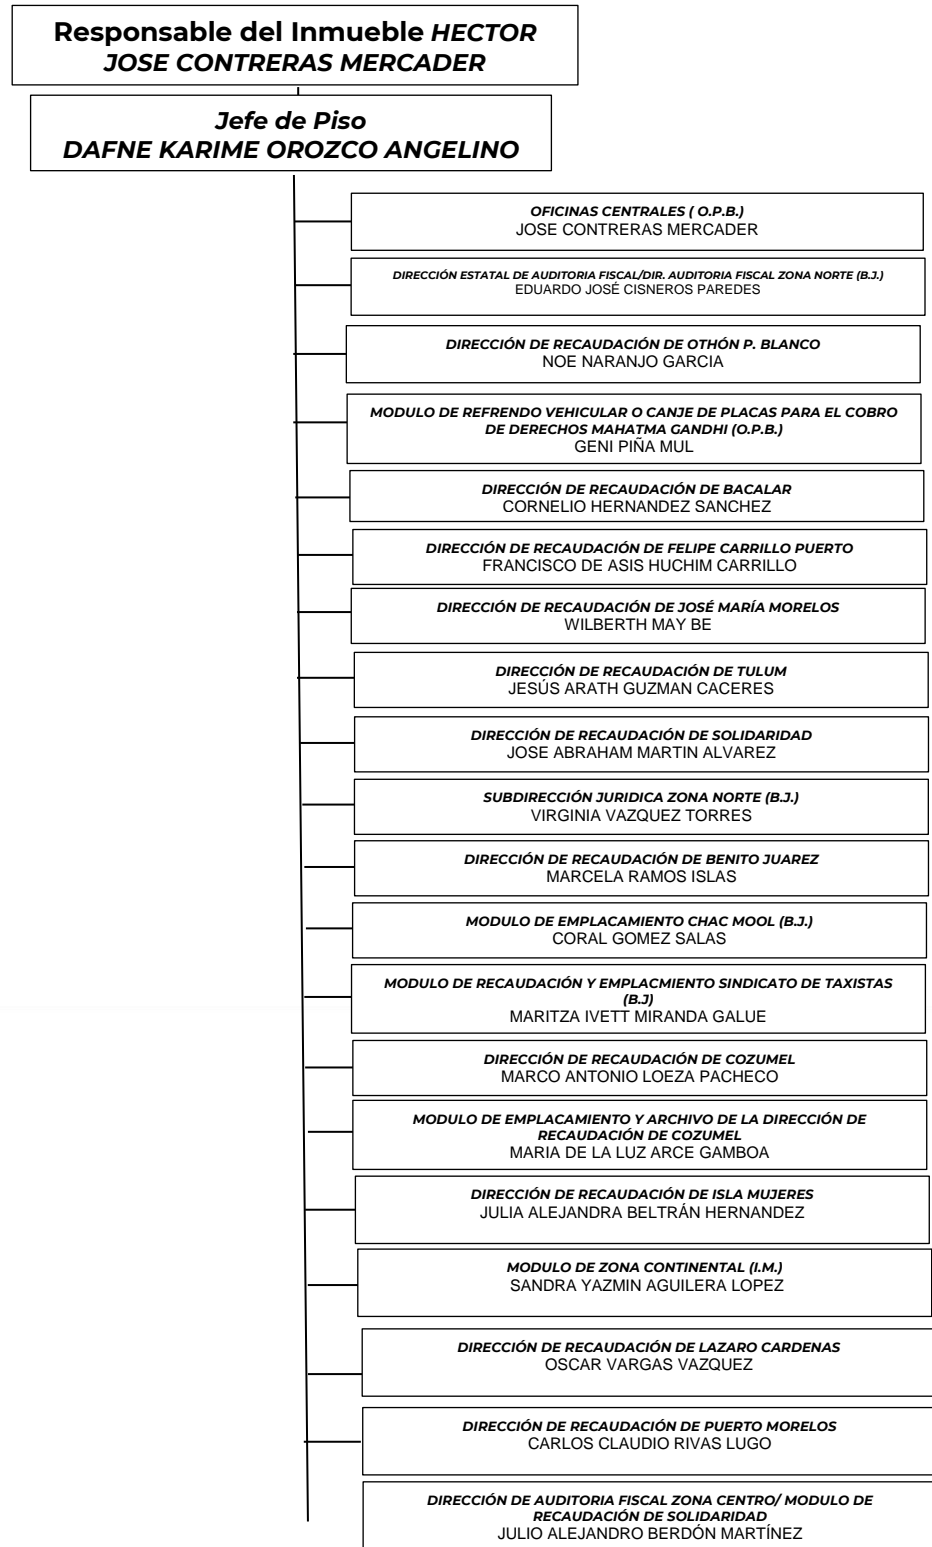 Responsable del Inmueble HECTOR
JOSE CONTRERAS MERCADER
Jefe de Piso
DAFNE KARIME OROZCO ANGELINO
OFICINAS CENTRALES ( O.P.B.)
JOSE CONTRERAS MERCADER
DIRECCIÓN ESTATAL DE AUDITORIA FISCAL/DIR. AUDITORIA FISCAL ZONA NORTE (B.J.)
EDUARDO JOSÉ CISNEROS PAREDES
DIRECCIÓN DE RECAUDACIÓN DE OTHÓN P. BLANCO
NOE NARANJO GARCIA
MODULO DE REFRENDO VEHICULAR O CANJE DE PLACAS PARA EL COBRO
DE DERECHOS MAHATMA GANDHI (O.P.B.)
GENI PIÑA MUL
DIRECCIÓN DE RECAUDACIÓN DE BACALAR
CORNELIO HERNANDEZ SANCHEZ
DIRECCIÓN DE RECAUDACIÓN DE FELIPE CARRILLO PUERTO
FRANCISCO DE ASIS HUCHIM CARRILLO
DIRECCIÓN DE RECAUDACIÓN DE JOSÉ MARÍA MORELOS
WILBERTH MAY BE
DIRECCIÓN DE RECAUDACIÓN DE TULUM
JESÚS ARATH GUZMAN CACERES
DIRECCIÓN DE RECAUDACIÓN DE SOLIDARIDAD
JOSE ABRAHAM MARTIN ALVAREZ
SUBDIRECCIÓN JURIDICA ZONA NORTE (B.J.)
VIRGINIA VAZQUEZ TORRES
DIRECCIÓN DE RECAUDACIÓN DE BENITO JUAREZ
MARCELA RAMOS ISLAS
MODULO DE EMPLACAMIENTO CHAC MOOL (B.J.)
CORAL GOMEZ SALAS
MODULO DE RECAUDACIÓN Y EMPLACMIENTO SINDICATO DE TAXISTAS
(B.J)
MARITZA IVETT MIRANDA GALUE
DIRECCIÓN DE RECAUDACIÓN DE COZUMEL
MARCO ANTONIO LOEZA PACHECO
MODULO DE EMPLACAMIENTO Y ARCHIVO DE LA DIRECCIÓN DE
RECAUDACIÓN DE COZUMEL
MARIA DE LA LUZ ARCE GAMBOA
DIRECCIÓN DE RECAUDACIÓN DE ISLA MUJERES
JULIA ALEJANDRA BELTRÁN HERNANDEZ
MODULO DE ZONA CONTINENTAL (I.M.)
SANDRA YAZMIN AGUILERA LOPEZ
DIRECCIÓN DE RECAUDACIÓN DE LAZARO CARDENAS
OSCAR VARGAS VAZQUEZ
DIRECCIÓN DE RECAUDACIÓN DE PUERTO MORELOS
CARLOS CLAUDIO RIVAS LUGO
DIRECCIÓN DE AUDITORIA FISCAL ZONA CENTRO/ MODULO DE
RECAUDACIÓN DE SOLIDARIDAD
JULIO ALEJANDRO BERDÓN MARTÍNEZ